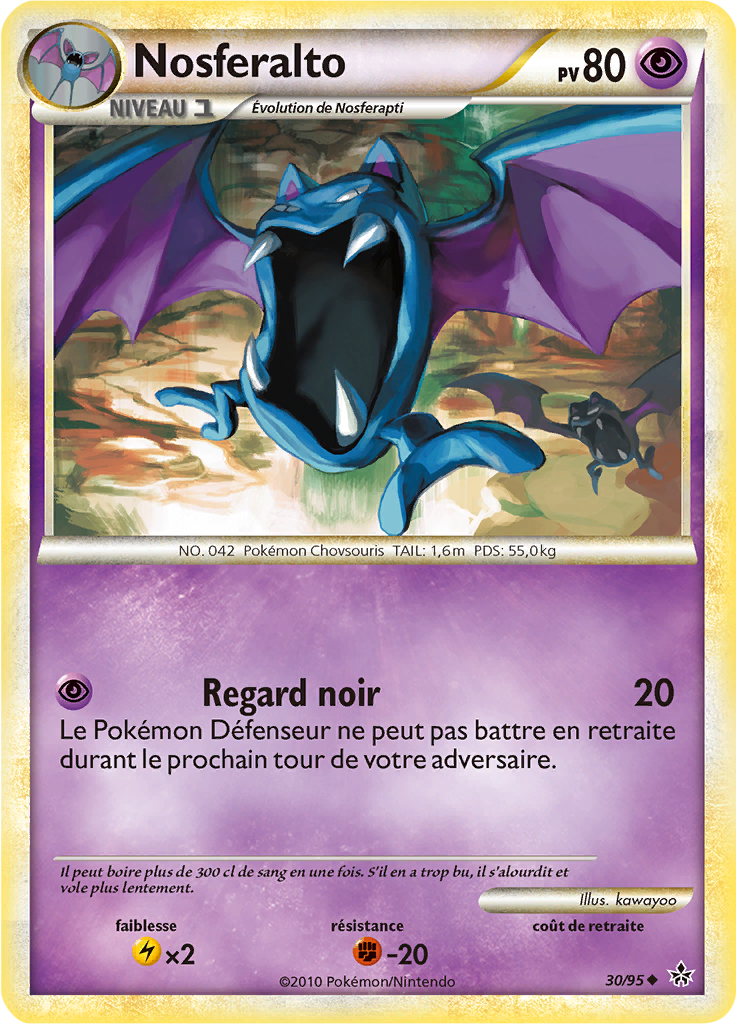 Nosferalto
PV 80
NIVEAU 1
Évolution de Nosferapti
NO. 042 Pokémon Chovsouris TAIL: 1,6m PDS: 55,0kg
Regard noir 20
Le Pokémon Défenseur ne peut pas battre en retraite
durant le prochain tour de votre adversaire.
Il peut boire plus de 300 cl de sang en une fois. S'il en a trop bu, il s'alourdit et
vole plus lentement.
Illus. kawayoo
faiblesse résistance coût de retraite
×2 -20
©2010 Pokémon/Nintendo
30/95